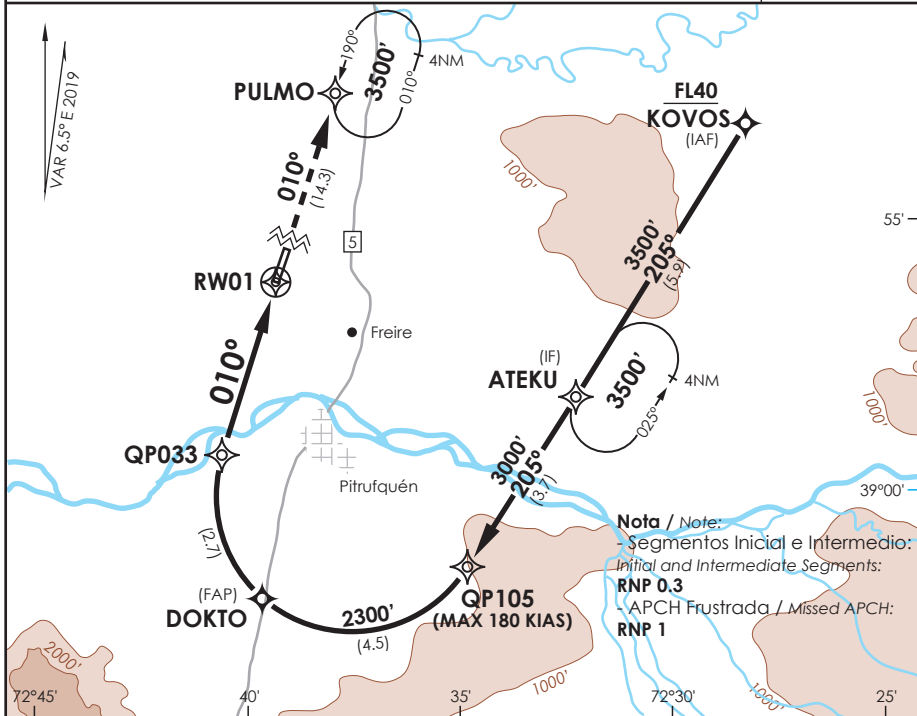 VAR 6.5° E 2019
190°
3500'
010°
4NM
PULMO
010°
(14.3)
FL40
KOVOS
(IAF)
1000'
55'
3500'
205°
(5.9)
5
RW01
Freire
010°
(IF)
ATEKU
3500'
4NM
025°
1000'
QP033
Pitrufquén
3000'
205°
(3.7)
39°00'
(2.7)
(FAP)
DOKTO
2300'
(4.5)
QP105
(MAX 180 KIAS)
Nota / Note:
- Segmentos Inicial e Intermedio:
Initial and Intermediate Segments:
RNP 0.3
- APCH Frustrada / Missed APCH:
RNP 1
2000'
1000'
1000'
72°45'
40'
35'
72°30'
25'